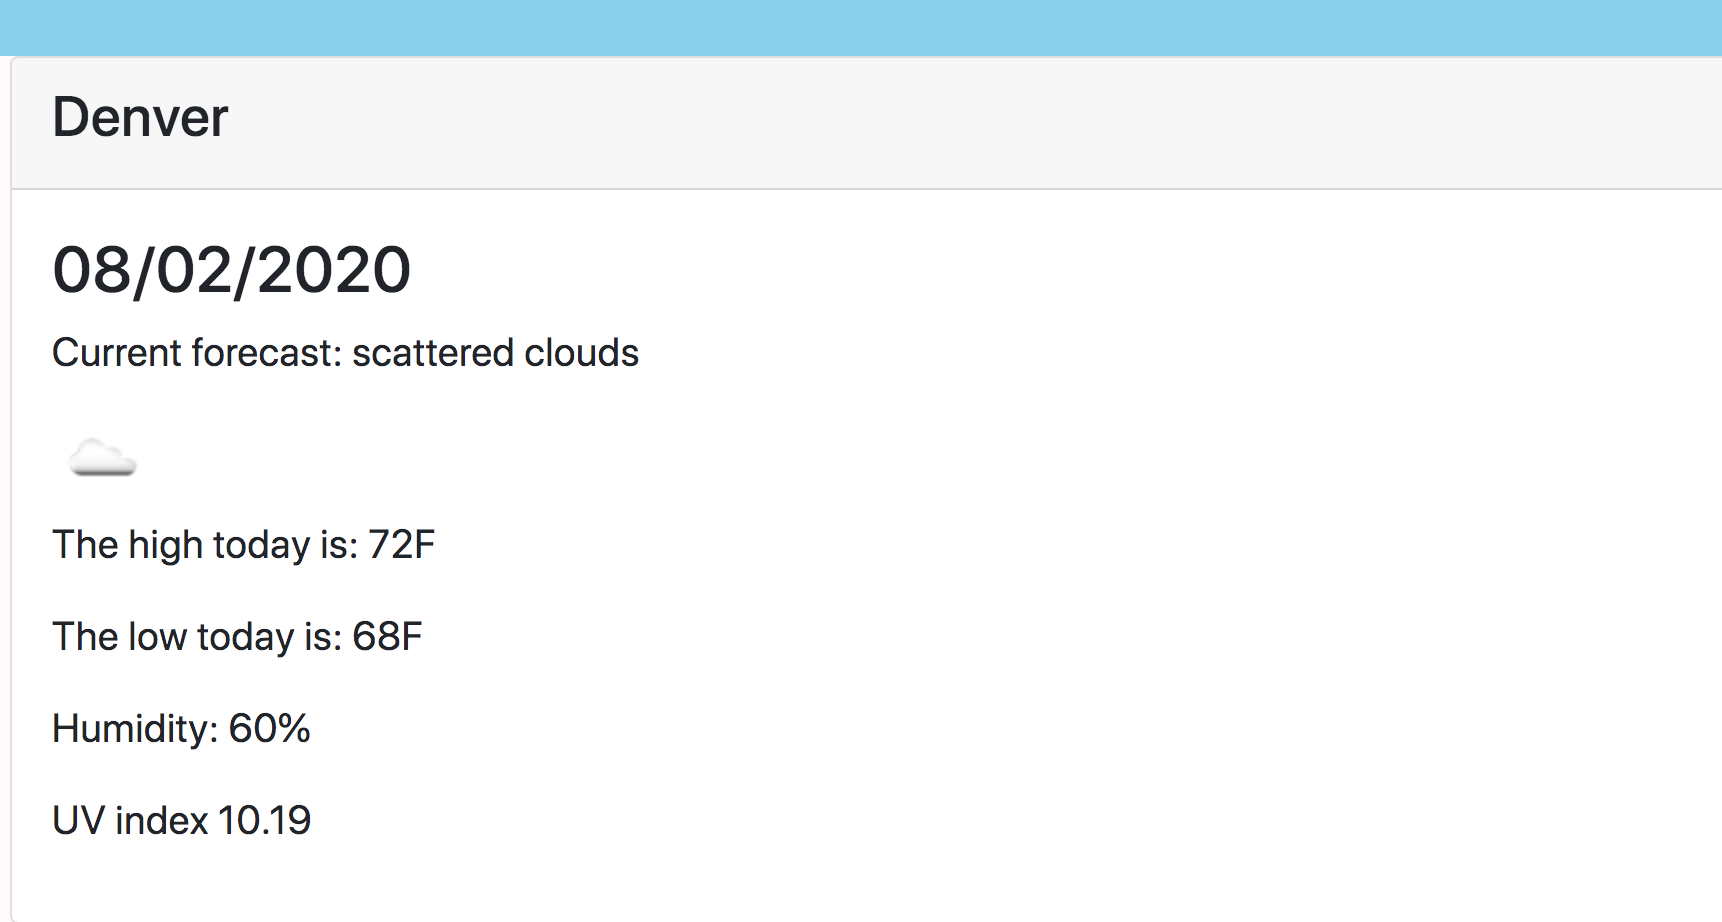 Denver
08/02/2020
Current forecast: scattered clouds
The high today is: 72F
The low today is: 68F
Humidity: 60%
UV index 10.19